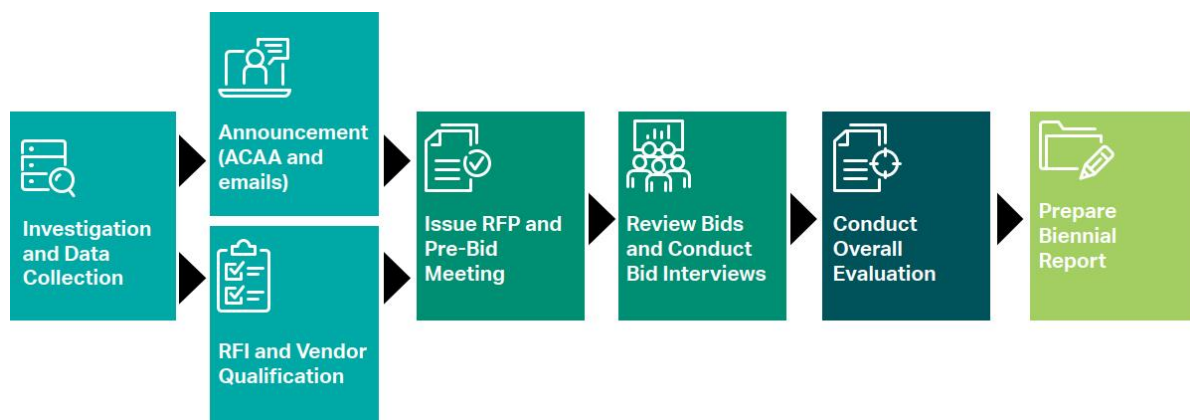 Investigation
and Data
Collection
Announcement
(ACAA and
emails)
RFI and Vendor
Qualification
Issue RFP and
Pre-Bid
Meeting
Review Bids
and Conduct
Bid Interviews
Conduct
Overall
Evaluation
Prepare
Biennial
Report